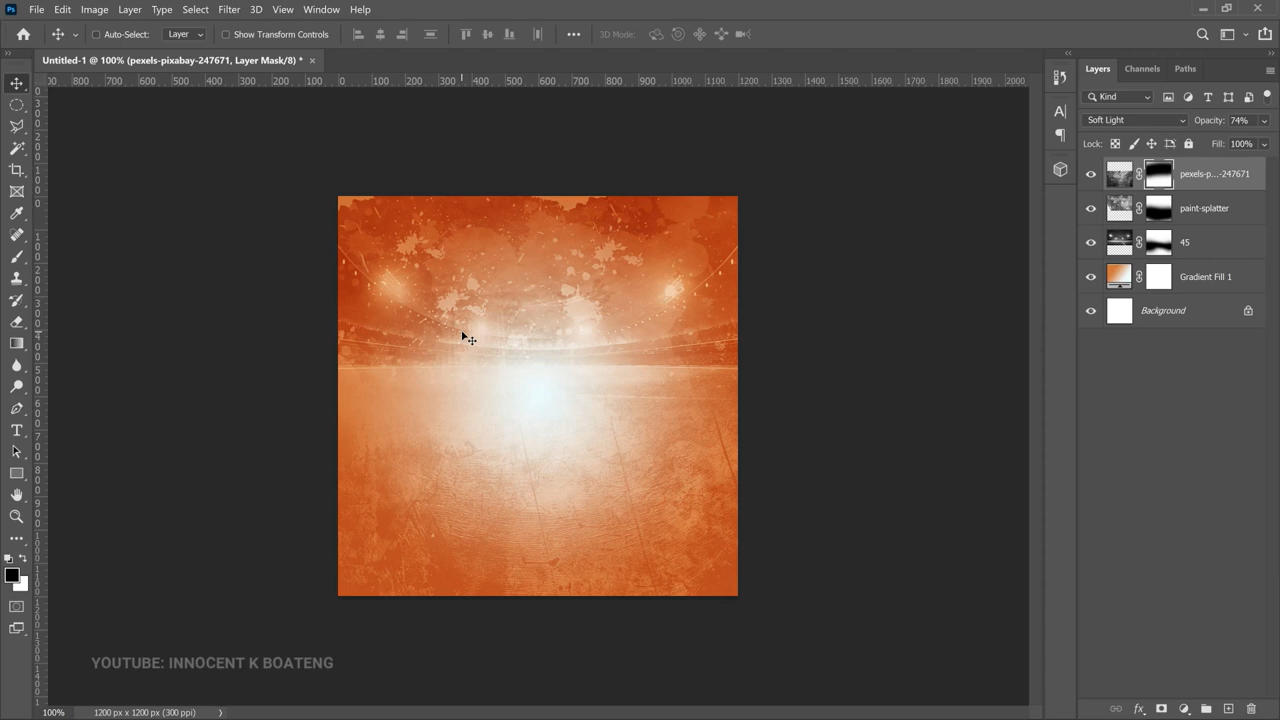 Ps File Edit Image Layer Type Select Filter 3D View Window Help
Auto-Select: Layer Show Transform Controls 3D Mode:
Untitled-1 @ 100% (pexels-pixabay-247671, Layer Mask/8) *
800 700 600 500 400 300 200 100 0 100 200 300 400 500 600 700 800 900 1000 1100 1200 1300 1400 1500 1600 1700 1800 1900 2000
Layers Channels Paths
Kind
Soft Light Opacity: 74%
Lock: Fill: 100%
pexels-p...-247671
paint-splatter
45
Gradient Fill 1
Background
YOUTUBE: INNOCENT K BOATENG
100% 1200 px x 1200 px (300 ppi)